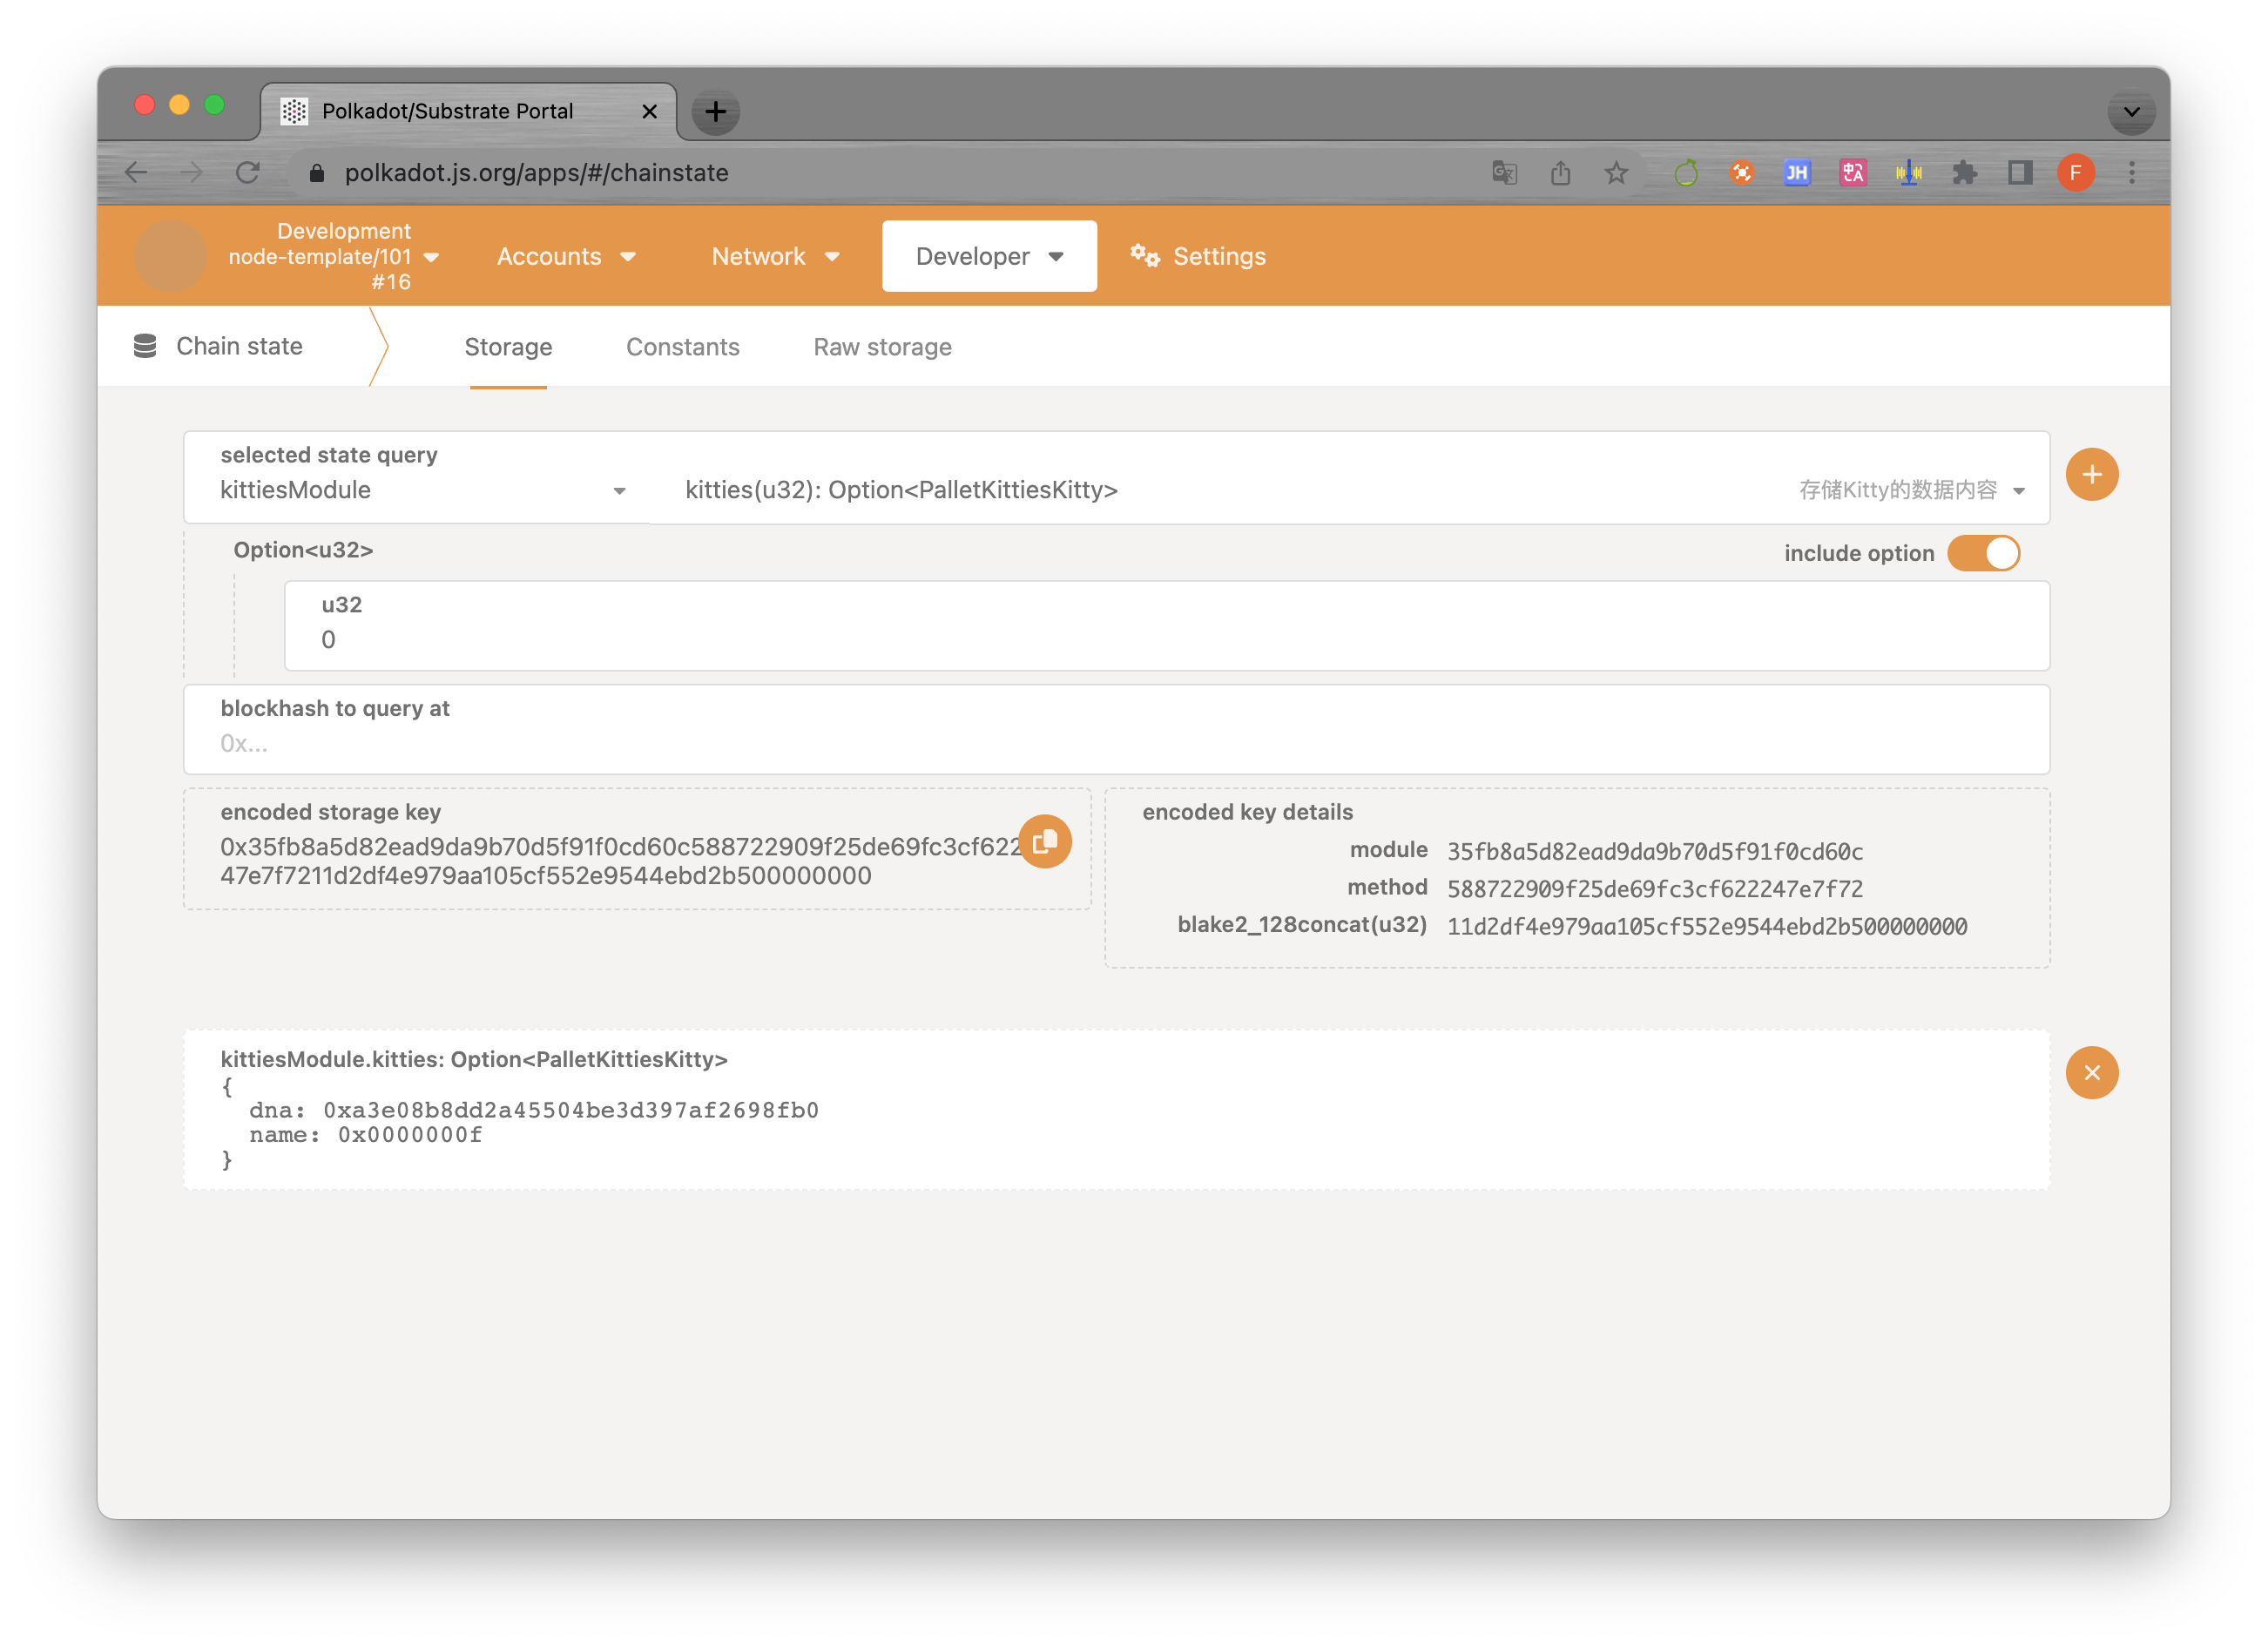 Polkadot/Substrate Portal
polkadot.js.org/apps/#/chainstate
JH
中A
F
Development
node-template/101
#16
Accounts
Network
Developer
Settings
Chain state
Storage
Constants
Raw storage
selected state query
kittiesModule
kitties(u32): Option<PalletKittiesKitty>
存储Kitty的数据内容
Option<u32>
include option
u32
0
blockhash to query at
0x...
encoded storage key
0x35fb8a5d82ead9da9b70d5f91f0cd60c588722909f25de69fc3cf622
47e7f7211d2df4e979aa105cf552e9544ebd2b500000000
encoded key details
module 35fb8a5d82ead9da9b70d5f91f0cd60c
method 588722909f25de69fc3cf622247e7f72
blake2_128concat(u32) 11d2df4e979aa105cf552e9544ebd2b500000000
kittiesModule.kitties: Option<PalletKittiesKitty>
{
dna: 0xa3e08b8dd2a45504be3d397af2698fb0
name: 0x0000000f
}